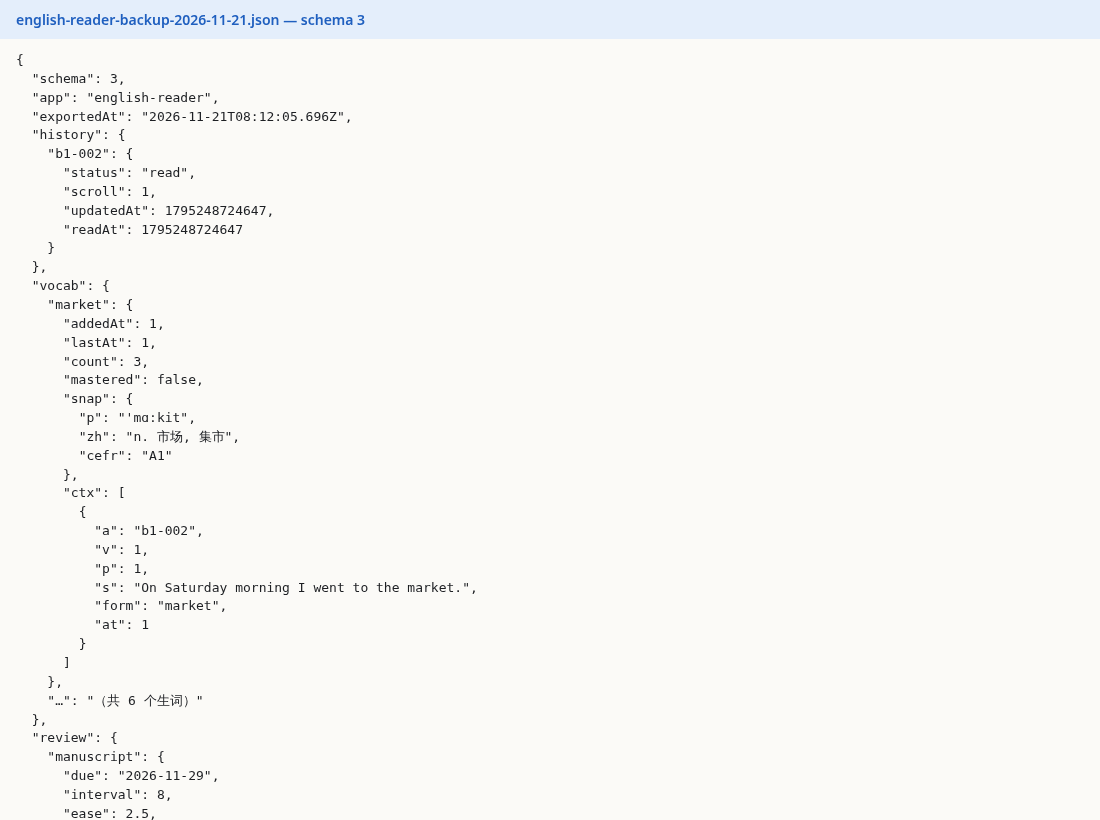 english-reader-backup-2026-11-21.json — schema 3
{
"schema": 3,
"app": "english-reader",
"exportedAt": "2026-11-21T08:12:05.696Z",
"history": {
"b1-002": {
"status": "read",
"scroll": 1,
"updatedAt": 1795248724647,
"readAt": 1795248724647
}
},
"vocab": {
"market": {
"addedAt": 1,
"lastAt": 1,
"count": 3,
"mastered": false,
"snap": {
"p": "'mɑ:kit",
"zh": "n. 市场, 集市",
"cefr": "A1"
},
"ctx": [
{
"a": "b1-002",
"v": 1,
"p": 1,
"s": "On Saturday morning I went to the market.",
"form": "market",
"at": 1
}
]
},
"…": "（共 6 个生词）"
},
"review": {
"manuscript": {
"due": "2026-11-29",
"interval": 8,
"ease": 2.5,